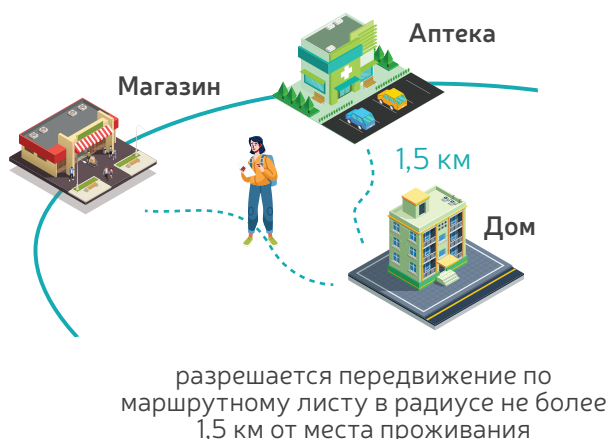 Аптека
Магазин
1,5 км
Дом
разрешается передвижение по
маршрутному листу в радиусе не более
1,5 км от места проживания